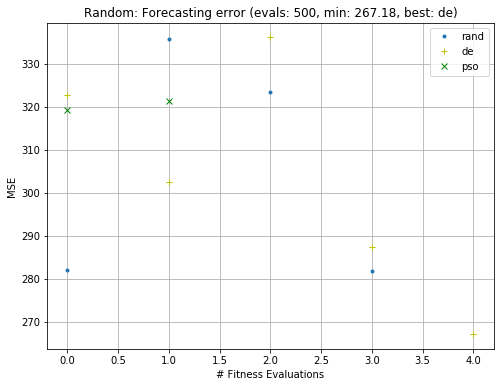 Random: Forecasting error (evals: 500, min: 267.18, best: de)
rand
de
pso
330
320
310
300
290
280
270
MSE
0.0 0.5 1.0 1.5 2.0 2.5 3.0 3.5 4.0
# Fitness Evaluations